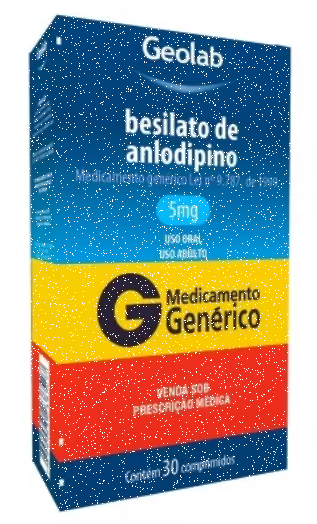 Geolab
besilato de
anlodipino
Medicamento genérico Lei nº 9.787, de 1999
5mg
USO ORAL
USO ADULTO
G Medicamento
Genérico
VENDA SOB
PRESCRIÇÃO MÉDICA
Contém 30 comprimidos